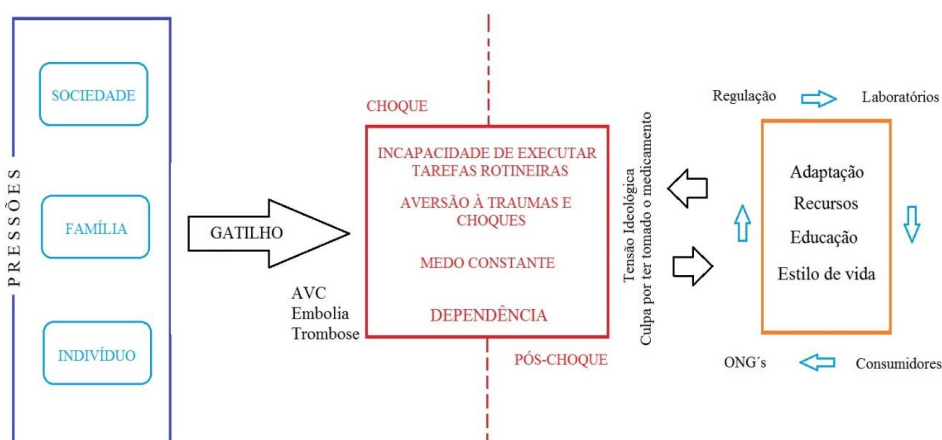 PRESSÕES
SOCIEDADE
FAMÍLIA
INDIVÍDUO
GATILHO
AVC
Embolia
Trombose
CHOQUE
INCAPACIDADE DE EXECUTAR
TAREFAS ROTINEIRAS
AVERSÃO À TRAUMAS E
CHOQUES
MEDO CONSTANTE
DEPENDÊNCIA
PÓS-CHOQUE
Tensão Ideológica
Culpa por ter tomado o medicamento
Regulação
Laboratórios
Adaptação
Recursos
Educação
Estilo de vida
ONG´s
Consumidores